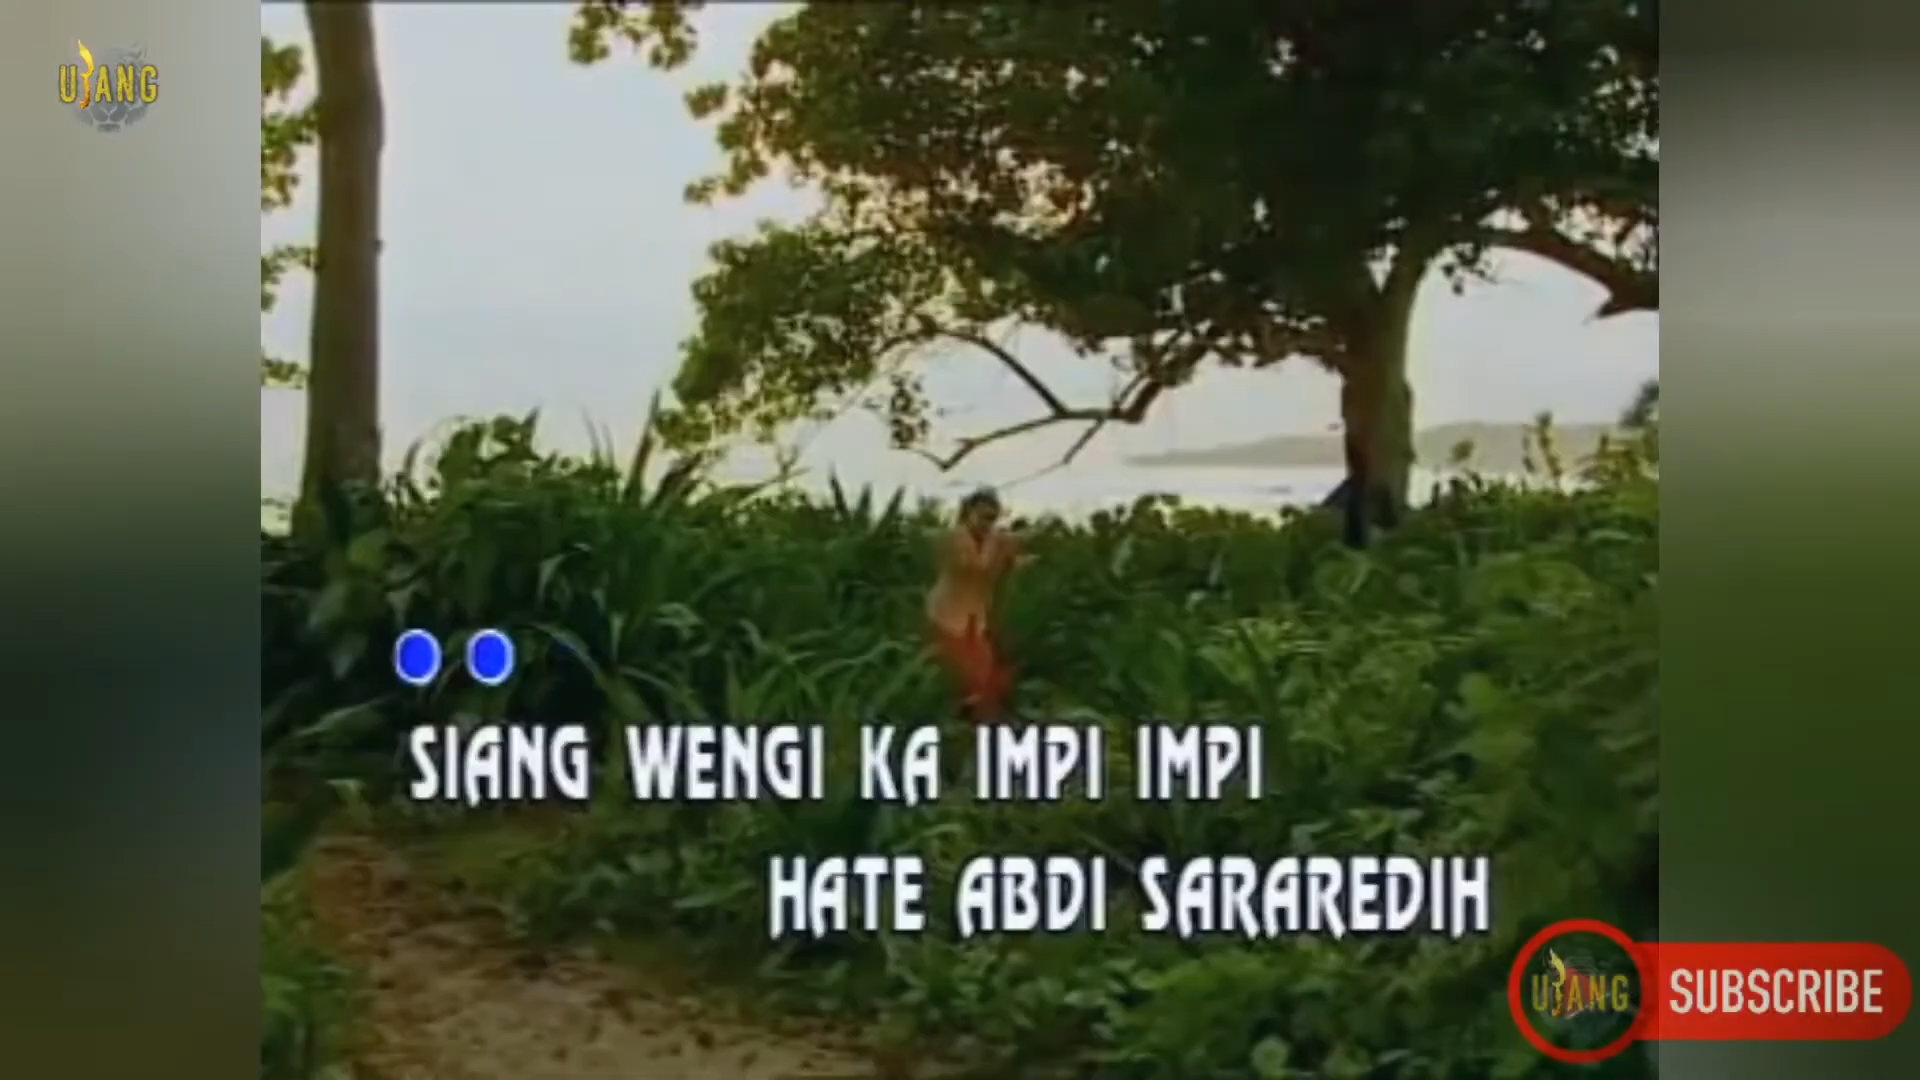 UJANG
SIANG WENGI KA IMPI IMPI
HATE ABDI SARAREDIH
UJANG
SUBSCRIBE